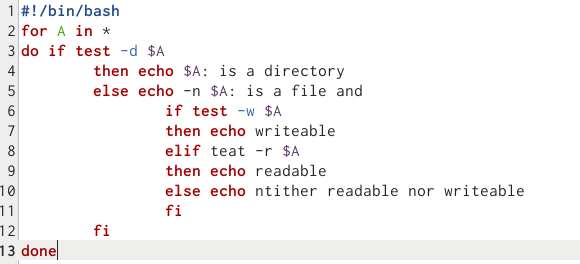 1 #!/bin/bash
2 for A in *
3 do if test -d $A
4 then echo $A: is a directory
5 else echo -n $A: is a file and
6 if test -w $A
7 then echo writeable
8 elif teat -r $A
9 then echo readable
10 else echo ntither readable nor writeable
11 fi
12 fi
13 done